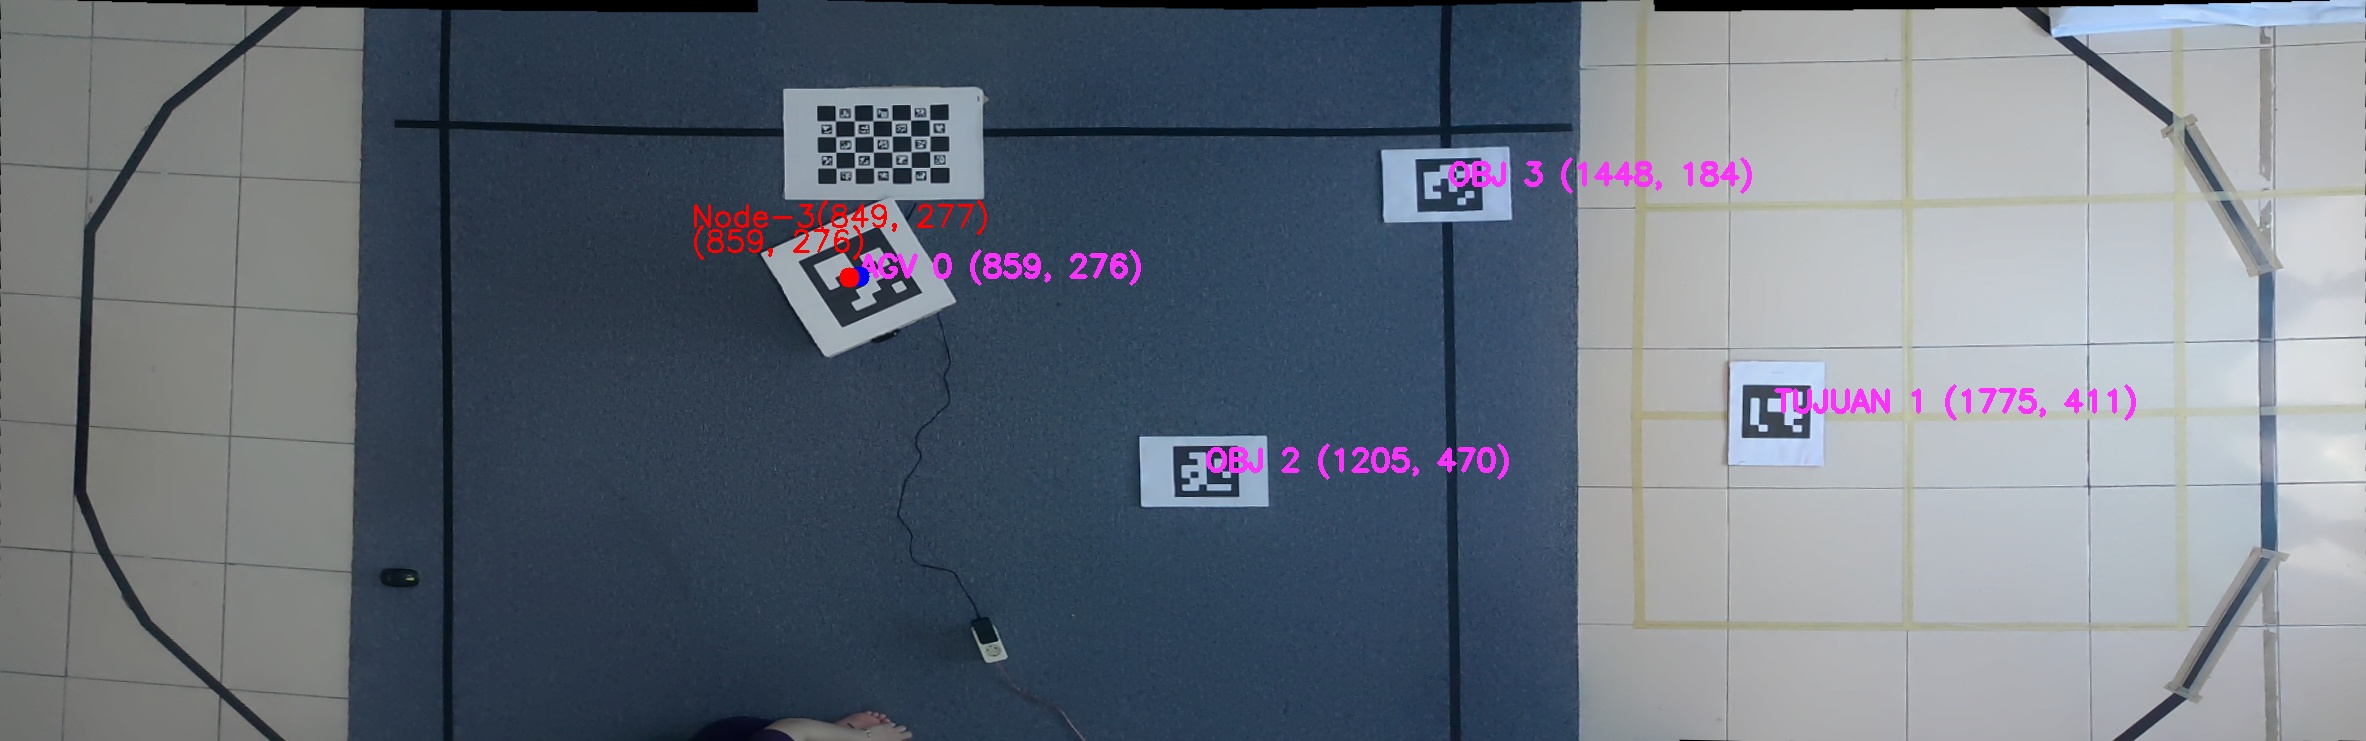 OBJ 3 (1448, 184)
Node-3(849, 277)
(859, 276)
AGV 0 (859, 276)
TUJUAN 1 (1775, 411)
OBJ 2 (1205, 470)